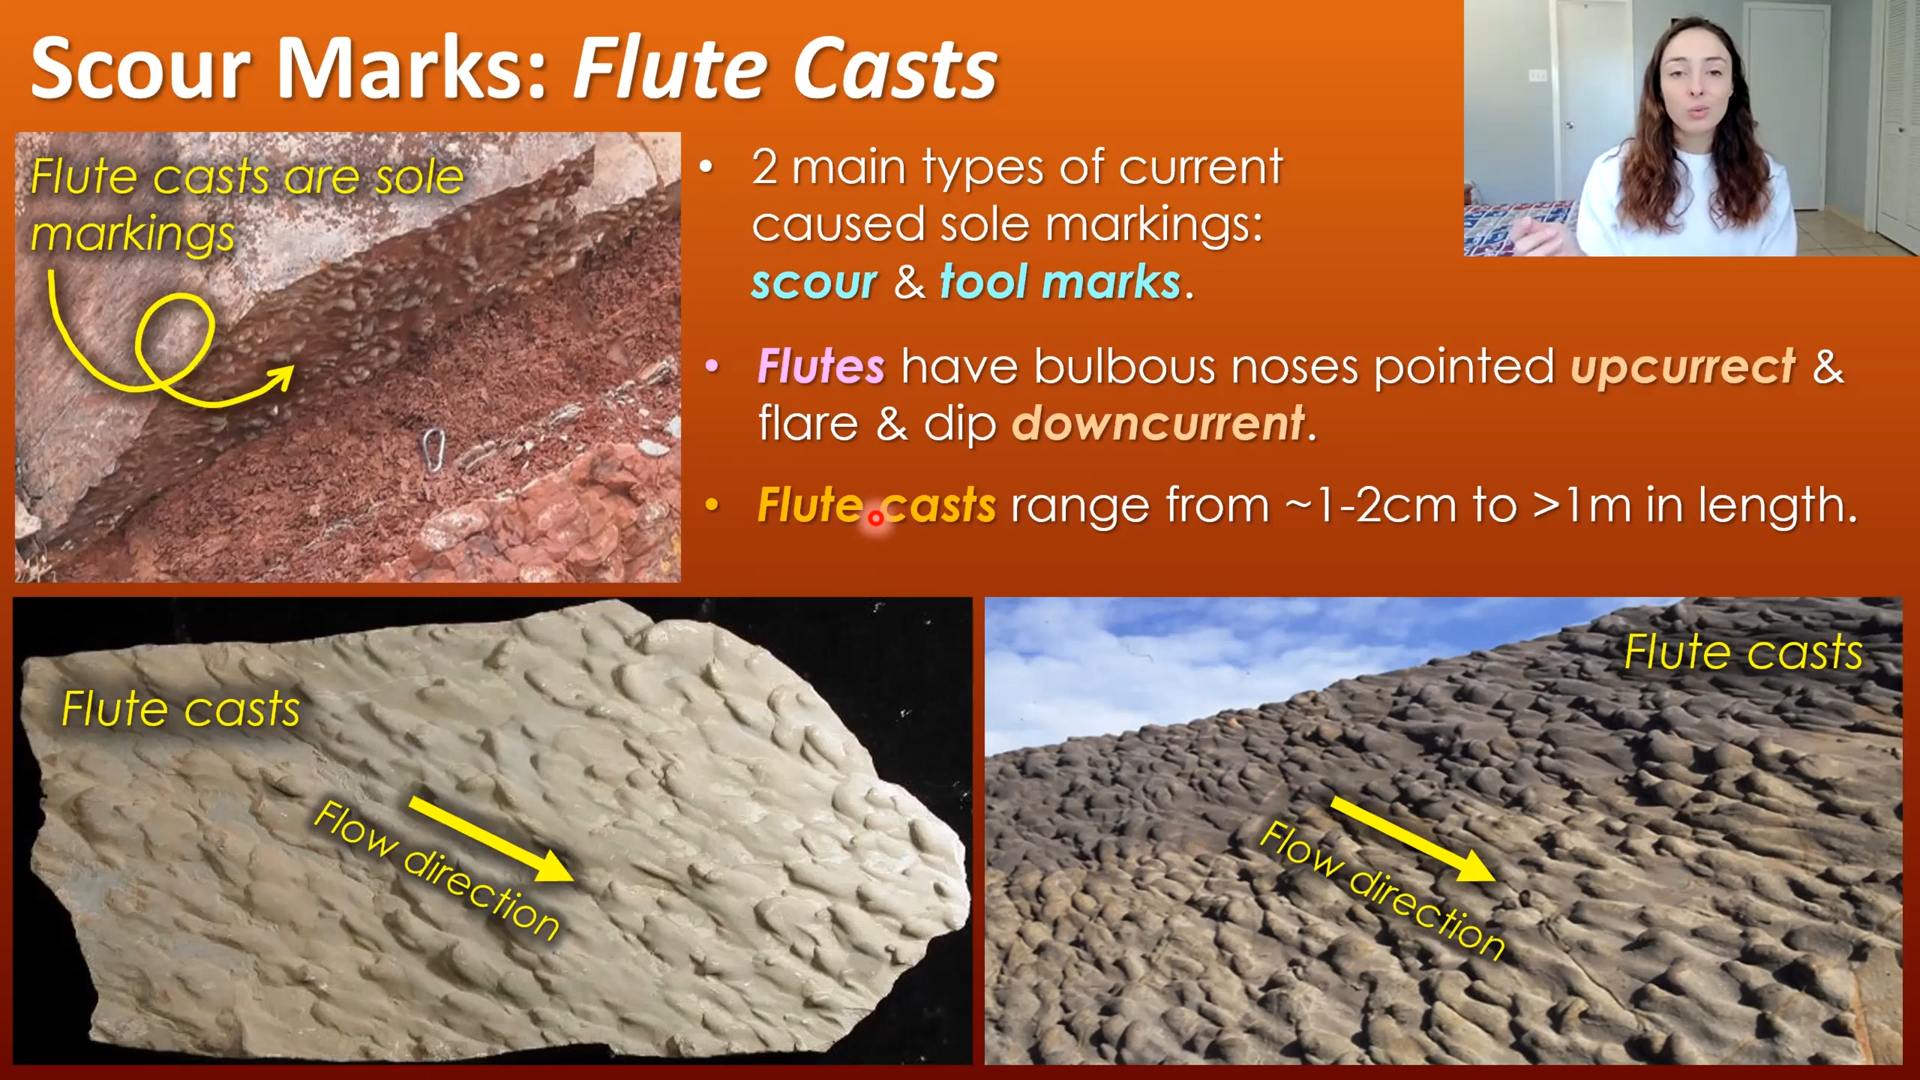 Scour Marks: Flute Casts
Flute casts are sole
markings
• 2 main types of current
caused sole markings:
scour & tool marks.
• Flutes have bulbous noses pointed upcurrect &
flare & dip downcurrent.
• Flute casts range from ~1-2cm to >1m in length.
Flute casts
Flow direction
Flute casts
Flow direction